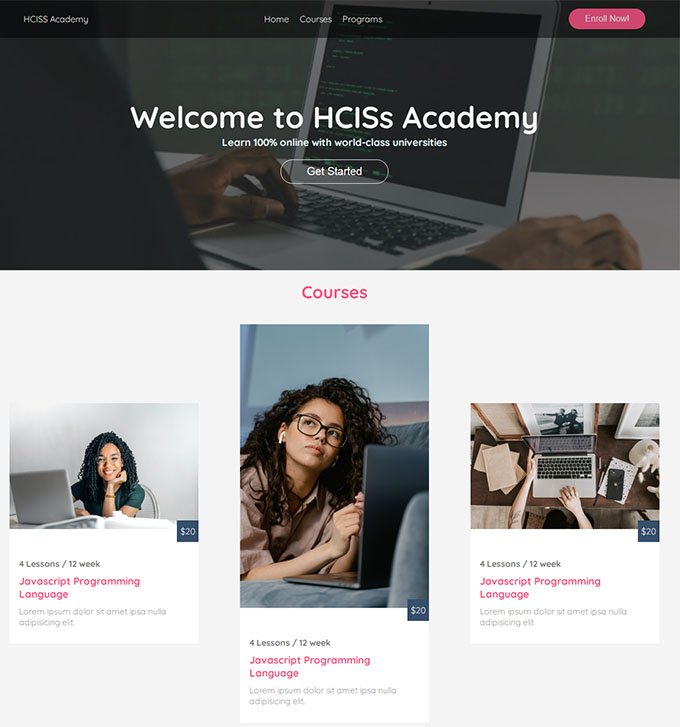 HCISS Academy
Home Courses Programs
Enroll Now!
Welcome to HCISs Academy
Learn 100% online with world-class universities
Get Started
Courses
$20
4 Lessons / 12 week
Javascript Programming
Language
Lorem ipsum dolor sit amet ipsa nulla
adipisicing elit.
$20
4 Lessons / 12 week
Javascript Programming
Language
Lorem ipsum dolor sit amet ipsa nulla
adipisicing elit.
$20
4 Lessons / 12 week
Javascript Programming
Language
Lorem ipsum dolor sit amet ipsa nulla
adipisicing elit.